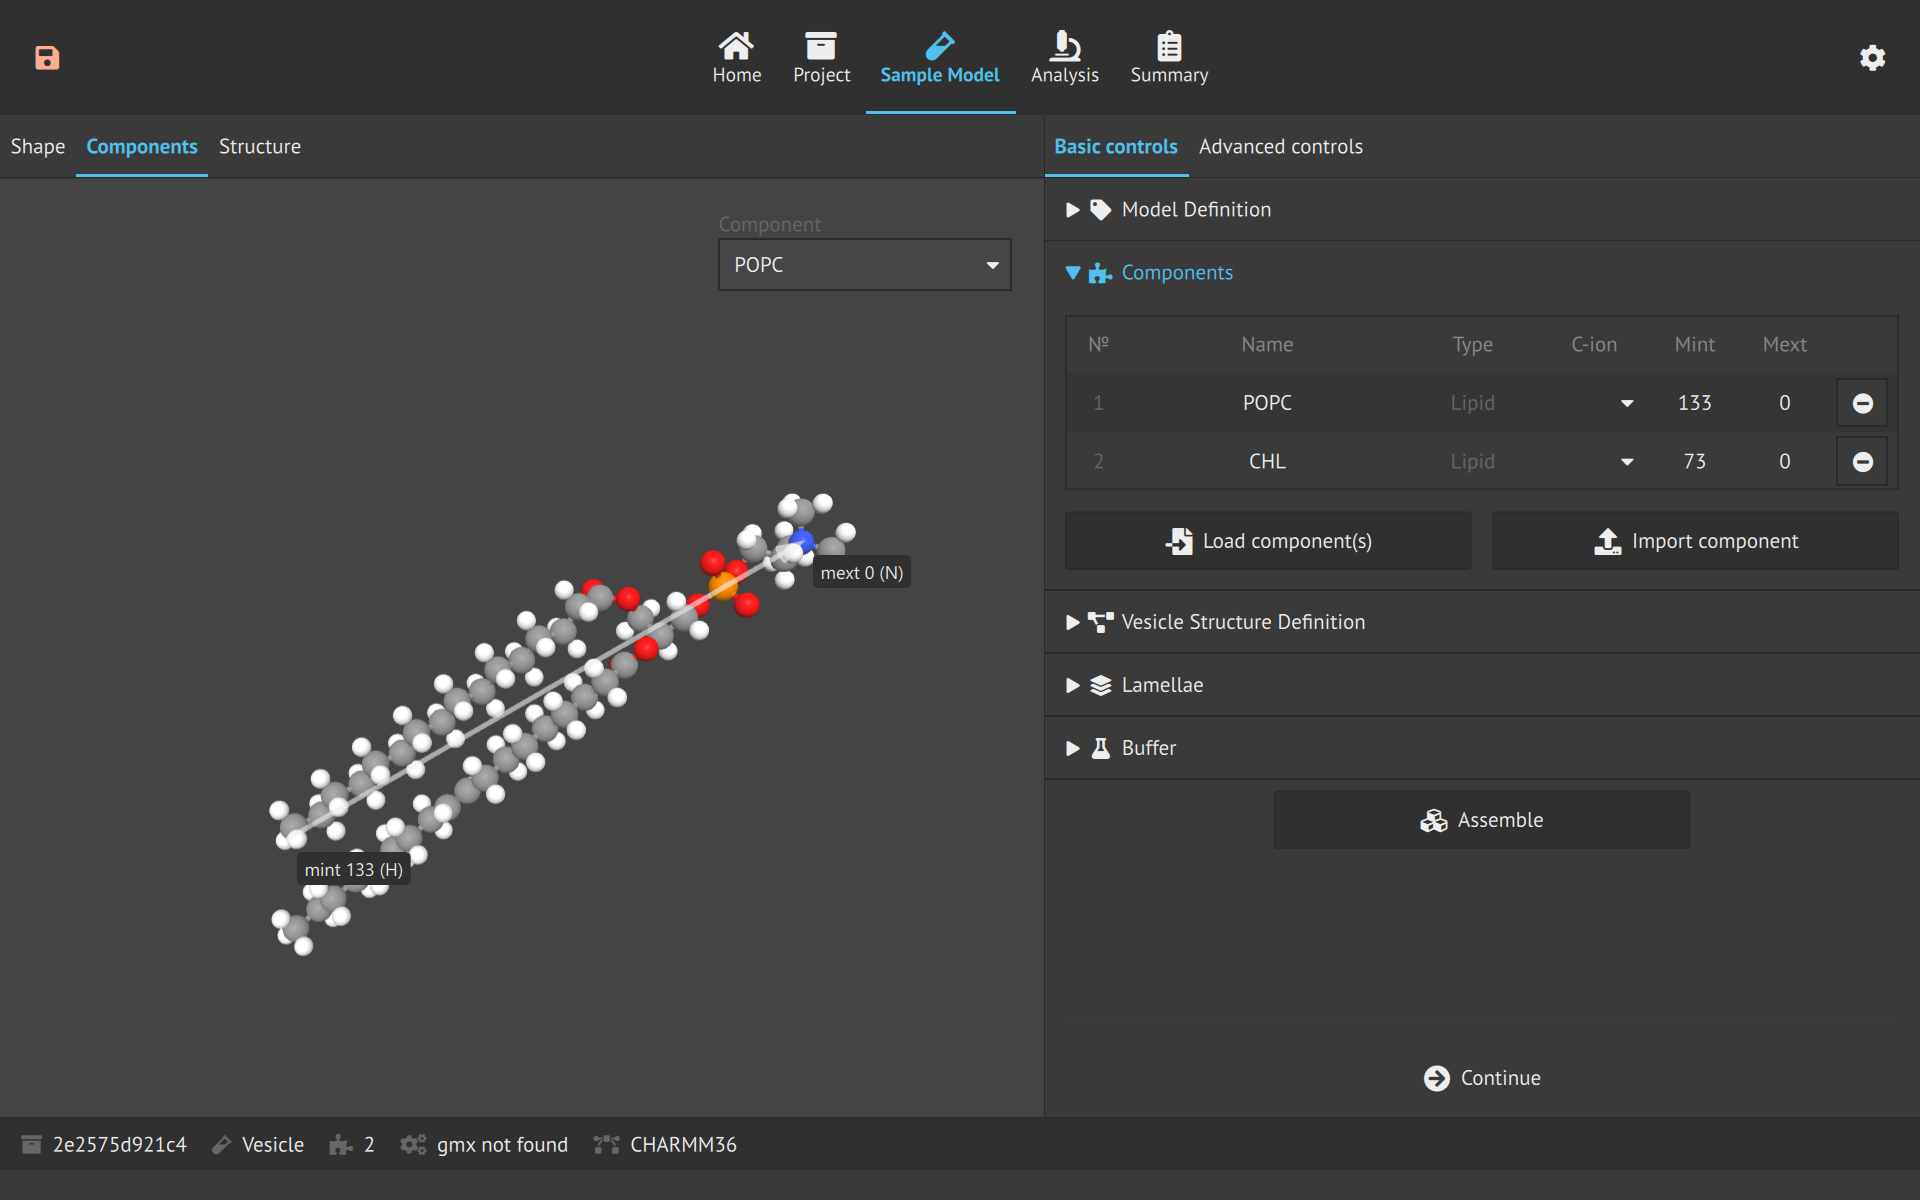 Home
Project
Sample Model
Analysis
Summary
Shape
Components
Structure
Basic controls
Advanced controls
Component
POPC
mext 0 (N)
mint 133 (H)
Model Definition
Components
Nº Name Type C-ion Mint Mext
1 POPC Lipid 133 0
2 CHL Lipid 73 0
Load component(s)
Import component
Vesicle Structure Definition
Lamellae
Buffer
Assemble
Continue
2e2575d921c4 Vesicle 2 gmx not found CHARMM36